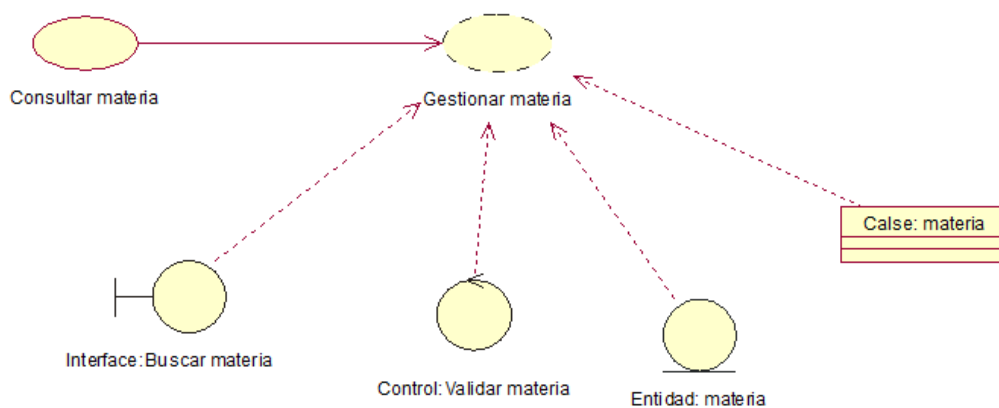 Consultar materia
Gestionar materia
Calse: materia
Interface:Buscar materia
Control:Validar materia
Entidad: materia